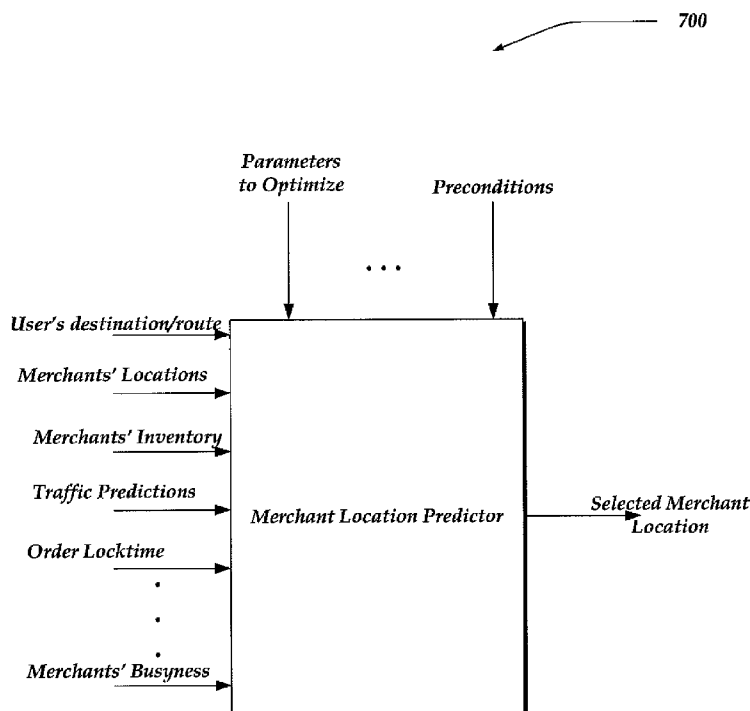 700
Parameters
to Optimize
Preconditions
User's destination/route
Merchants' Locations
Merchants' Inventory
Traffic Predictions
Order Locktime
Merchants' Busyness
Merchant Location Predictor
Selected Merchant
Location